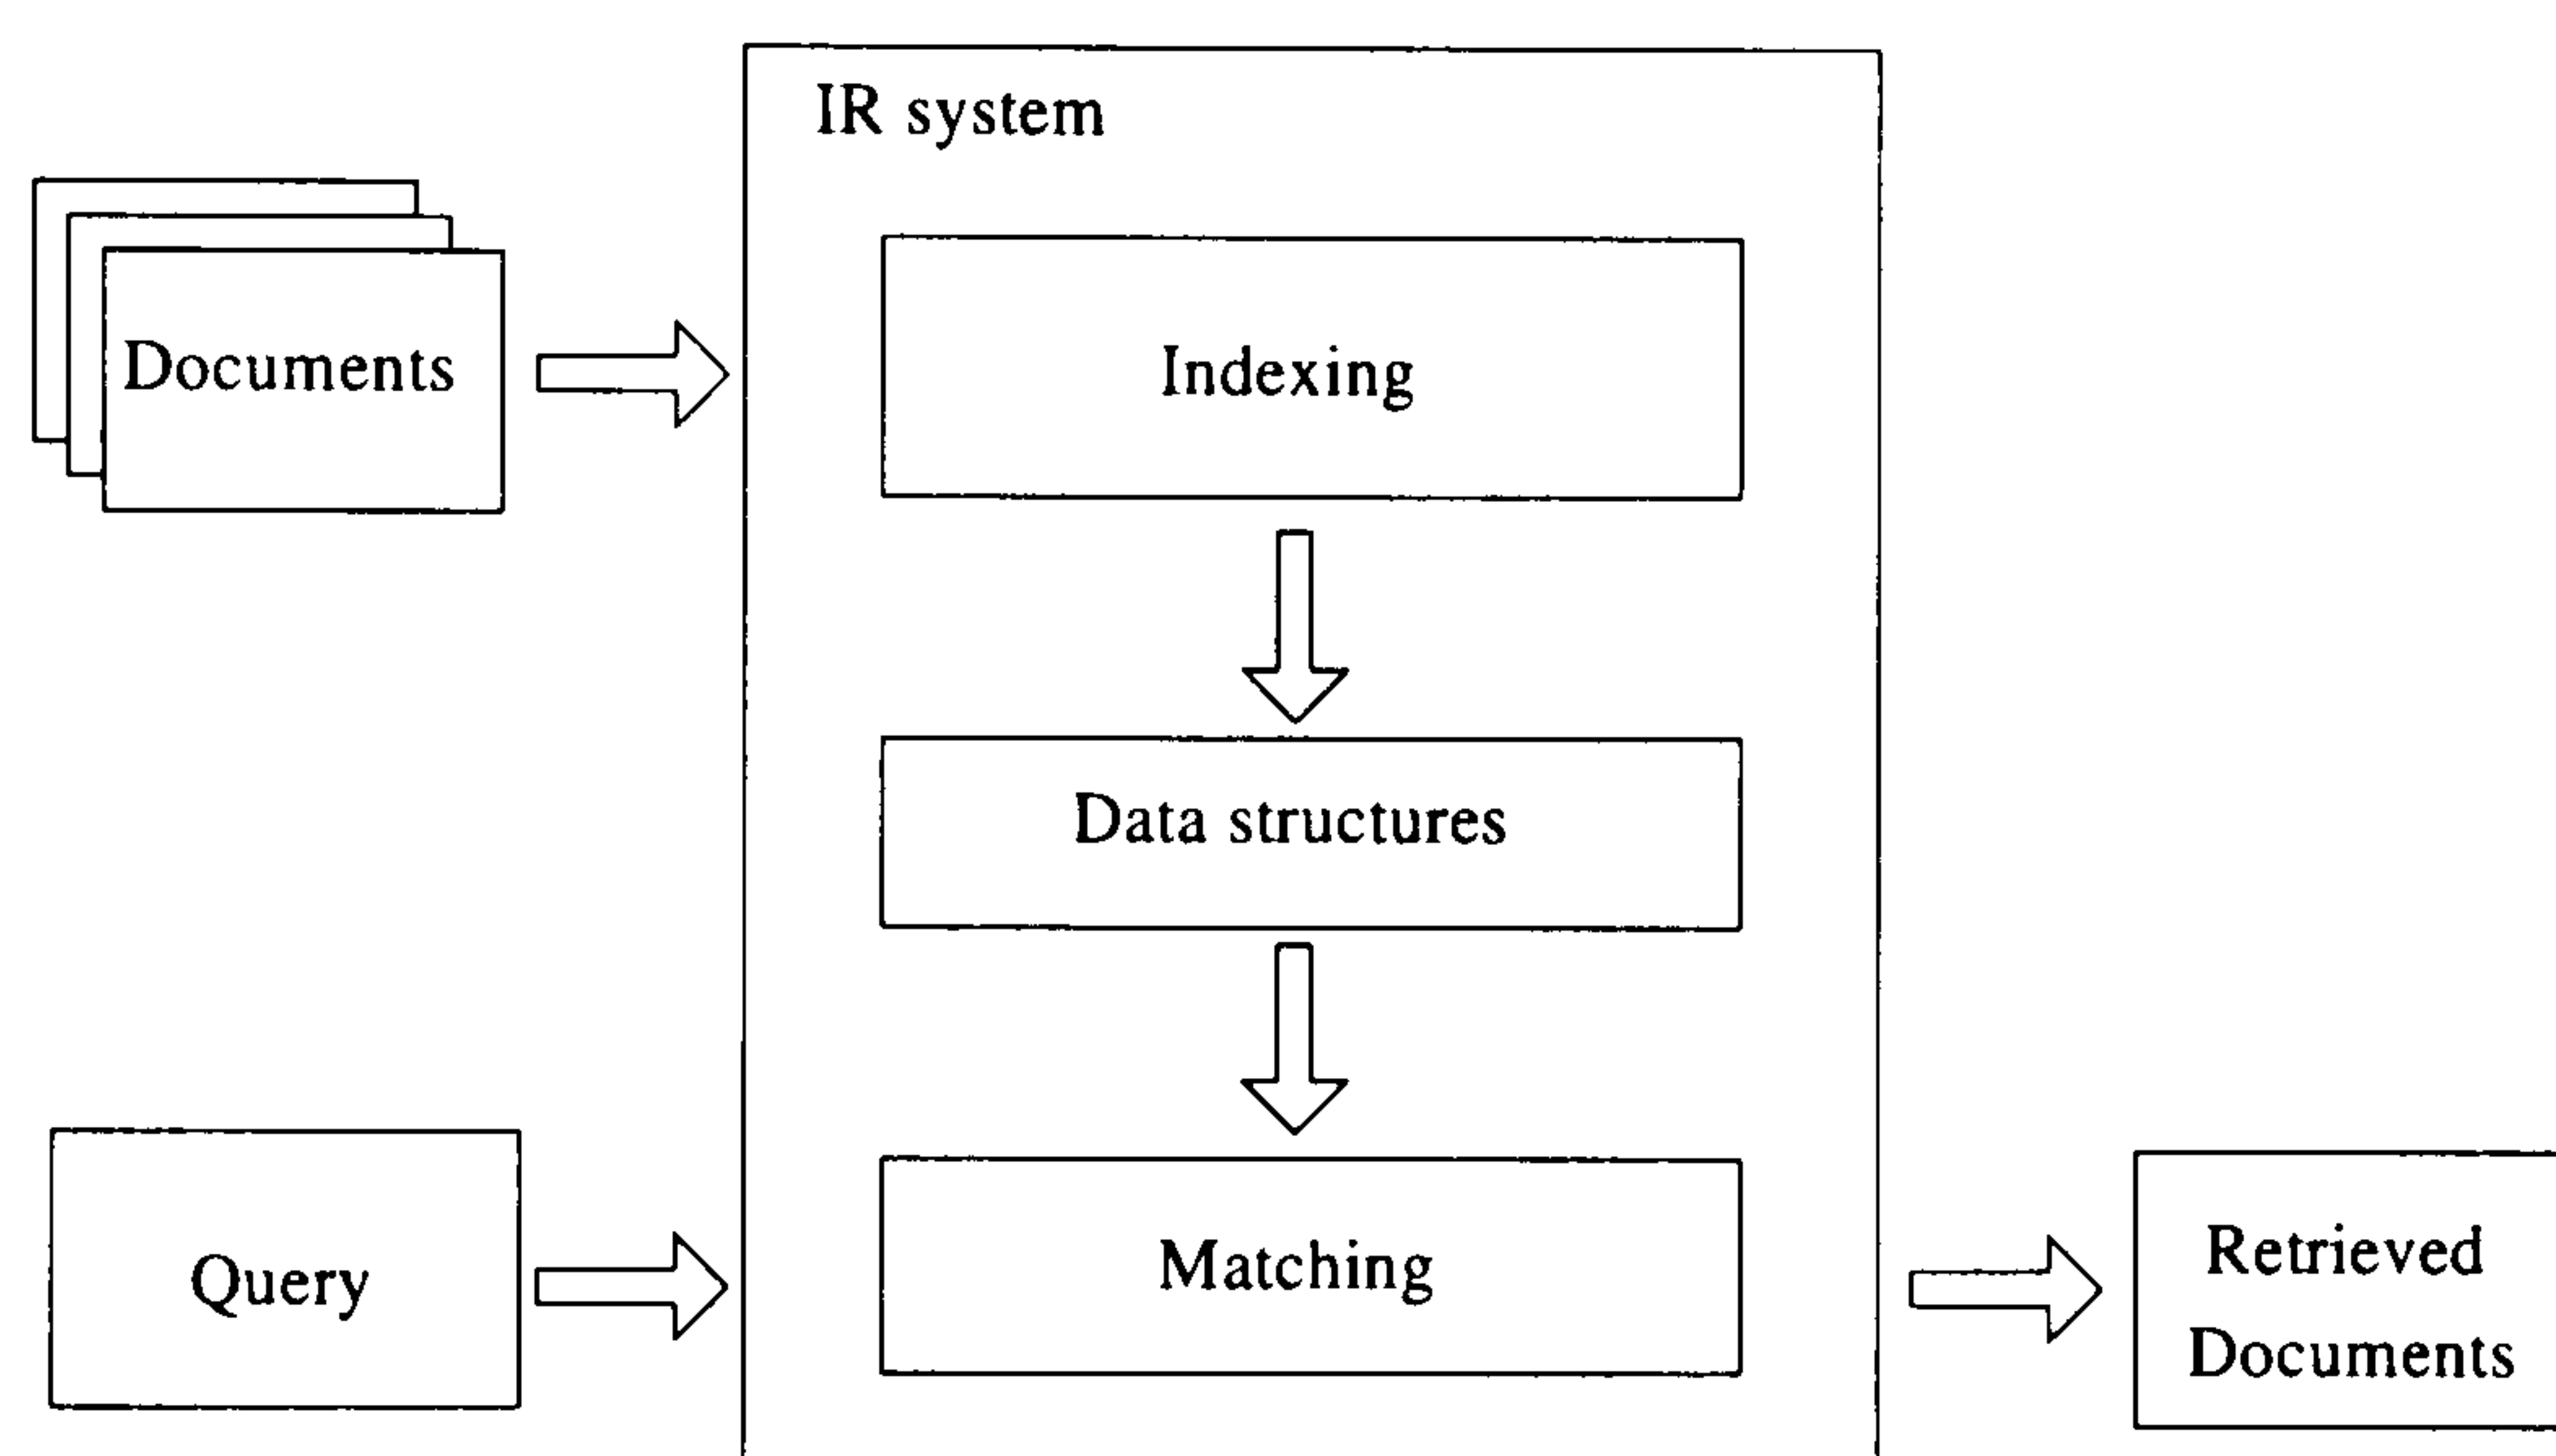 IR system
Documents
Indexing
Data structures
Query
Matching
Retrieved
Documents